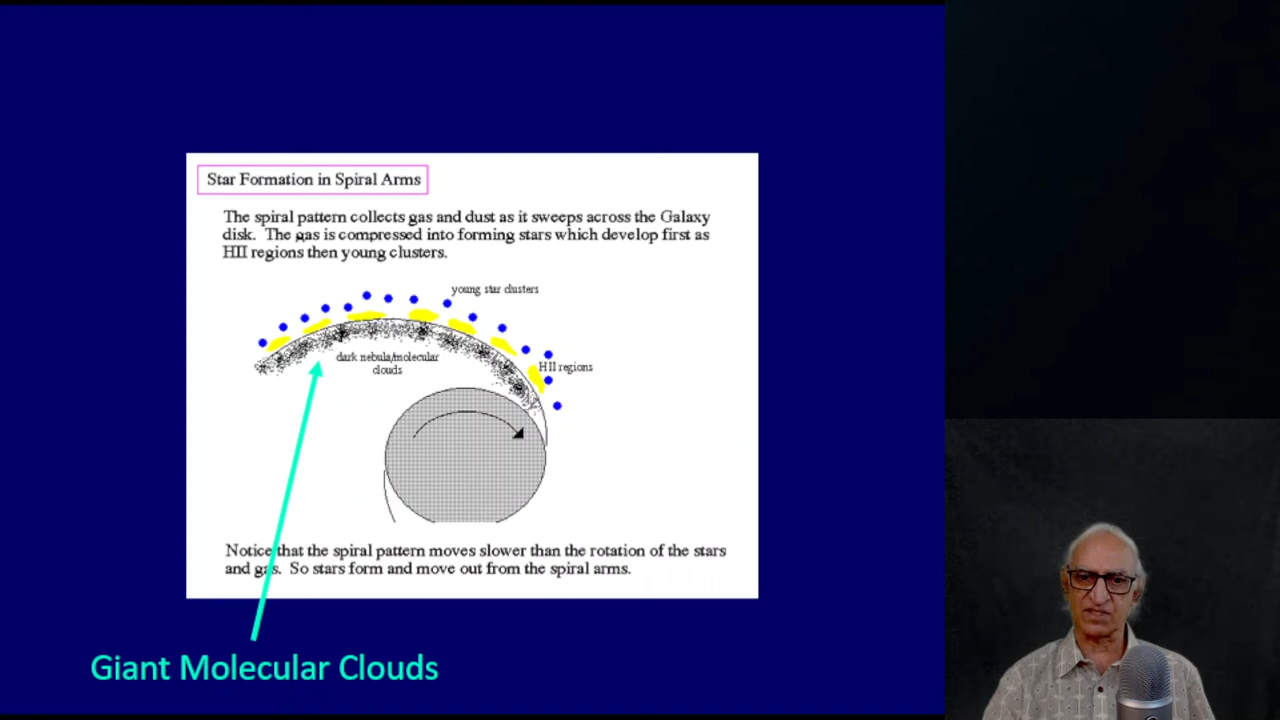 Star Formation in Spiral Arms
The spiral pattern collects gas and dust as it sweeps across the Galaxy
disk. The gas is compressed into forming stars which develop first as
HII regions then young clusters.
young star clusters
dark nebula/molecular
clouds
HII regions
Notice that the spiral pattern moves slower than the rotation of the stars
and gas. So stars form and move out from the spiral arms.
Giant Molecular Clouds